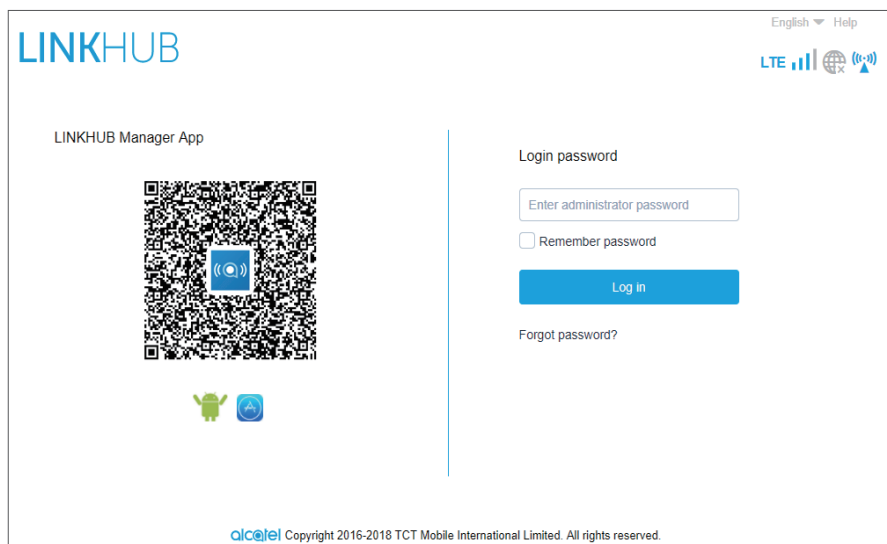 English Help
LINKHUB
LTE
LINKHUB Manager App
Login password
Enter administrator password
Remember password
Log in
Forgot password?
alcatel Copyright 2016-2018 TCT Mobile International Limited. All rights reserved.